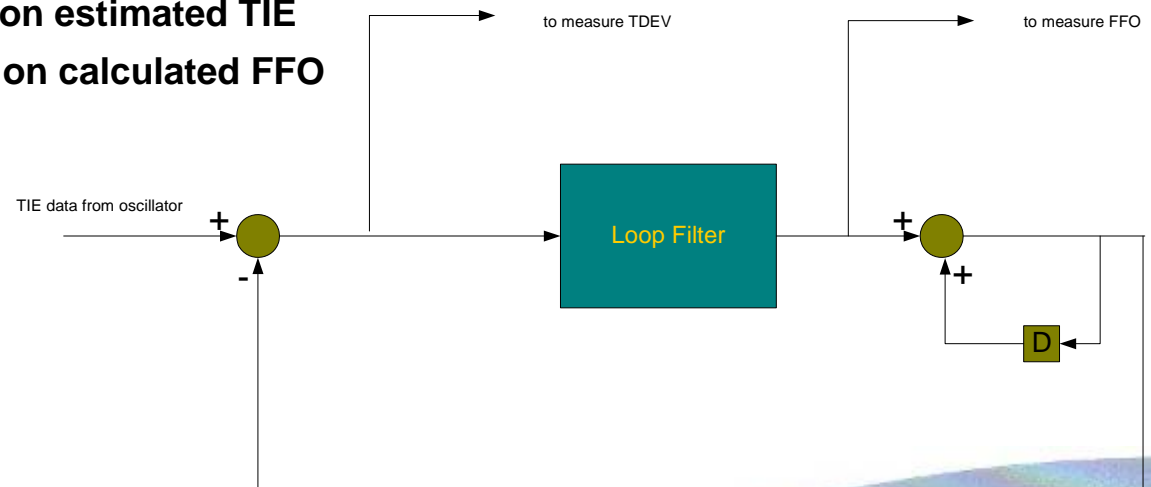 on estimated TIE
on calculated FFO
to measure TDEV
to measure FFO
TIE data from oscillator
+
-
Loop Filter
+
+
D